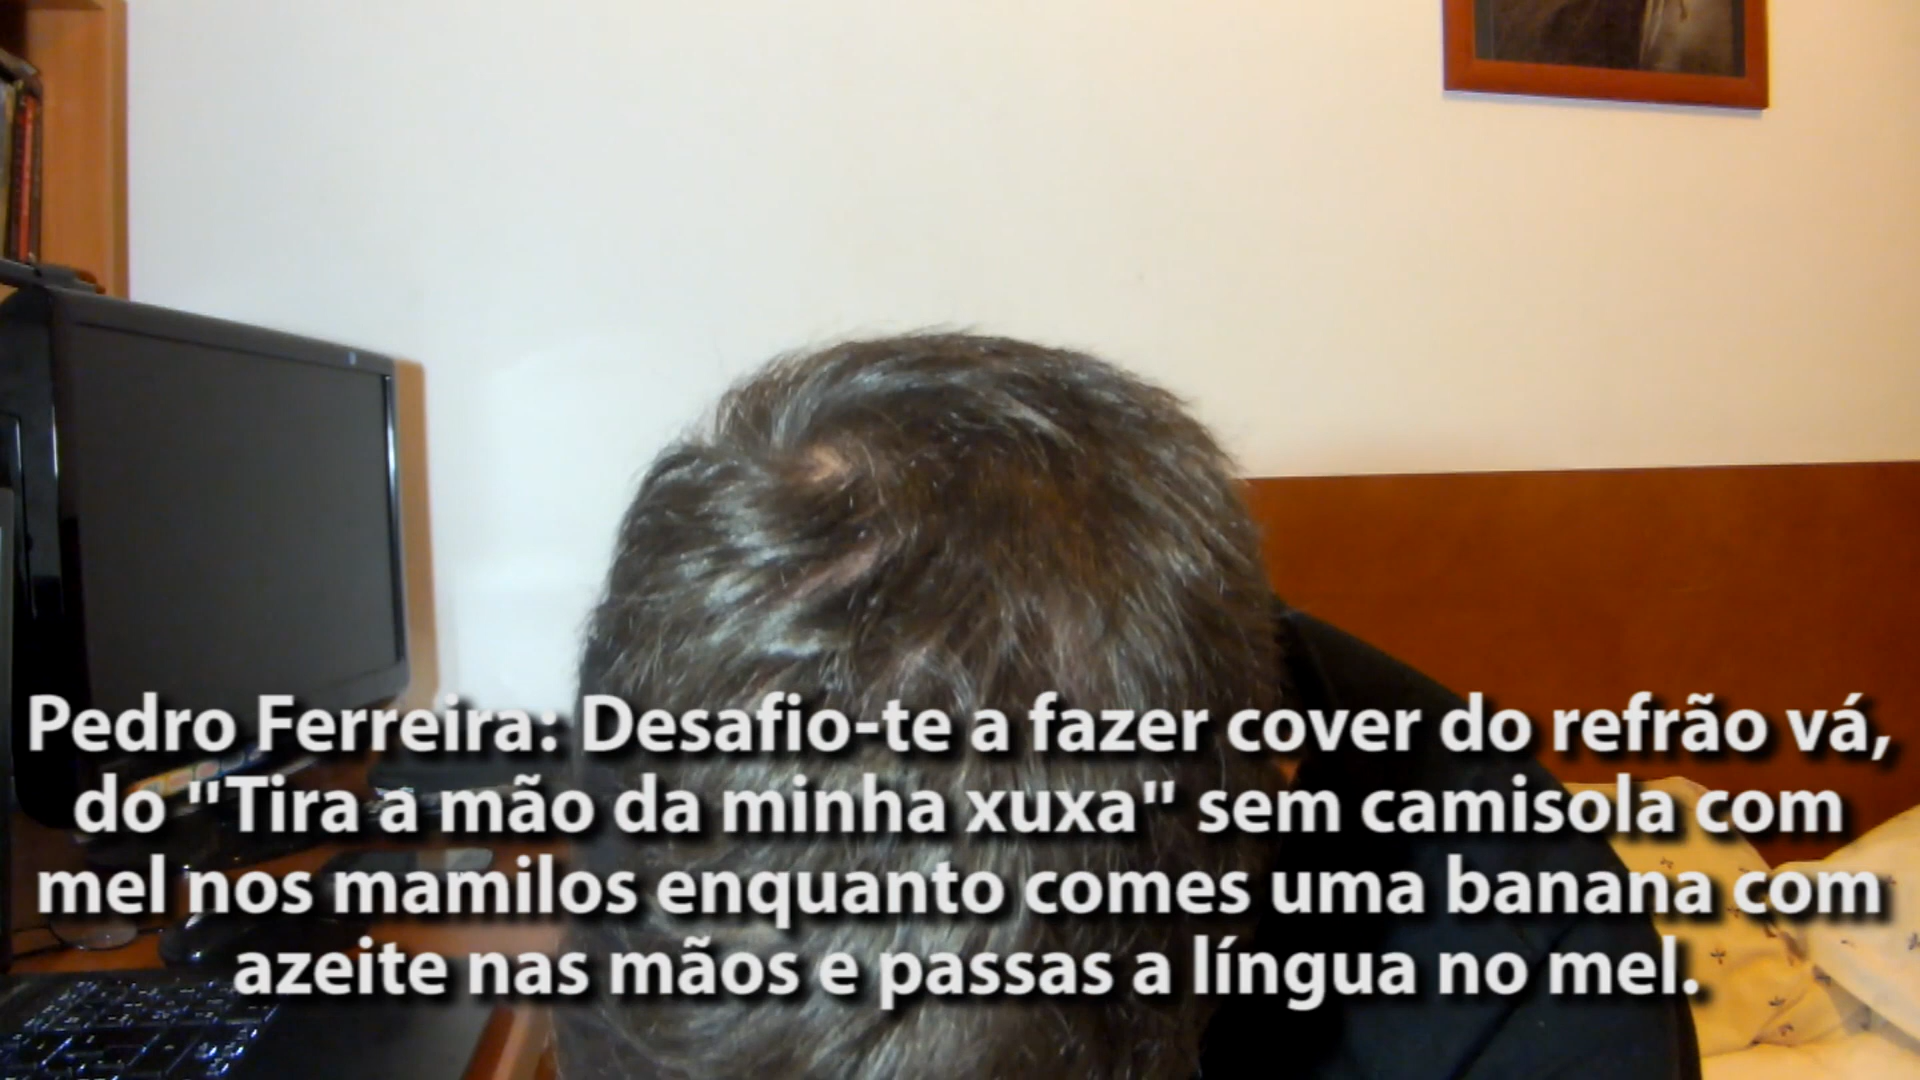 Pedro Ferreira: Desafio-te a fazer cover do refrão vá,
do "Tira a mão da minha xuxa" sem camisola com
mel nos mamilos enquanto comes uma banana com
azeite nas mãos e passas a língua no mel.